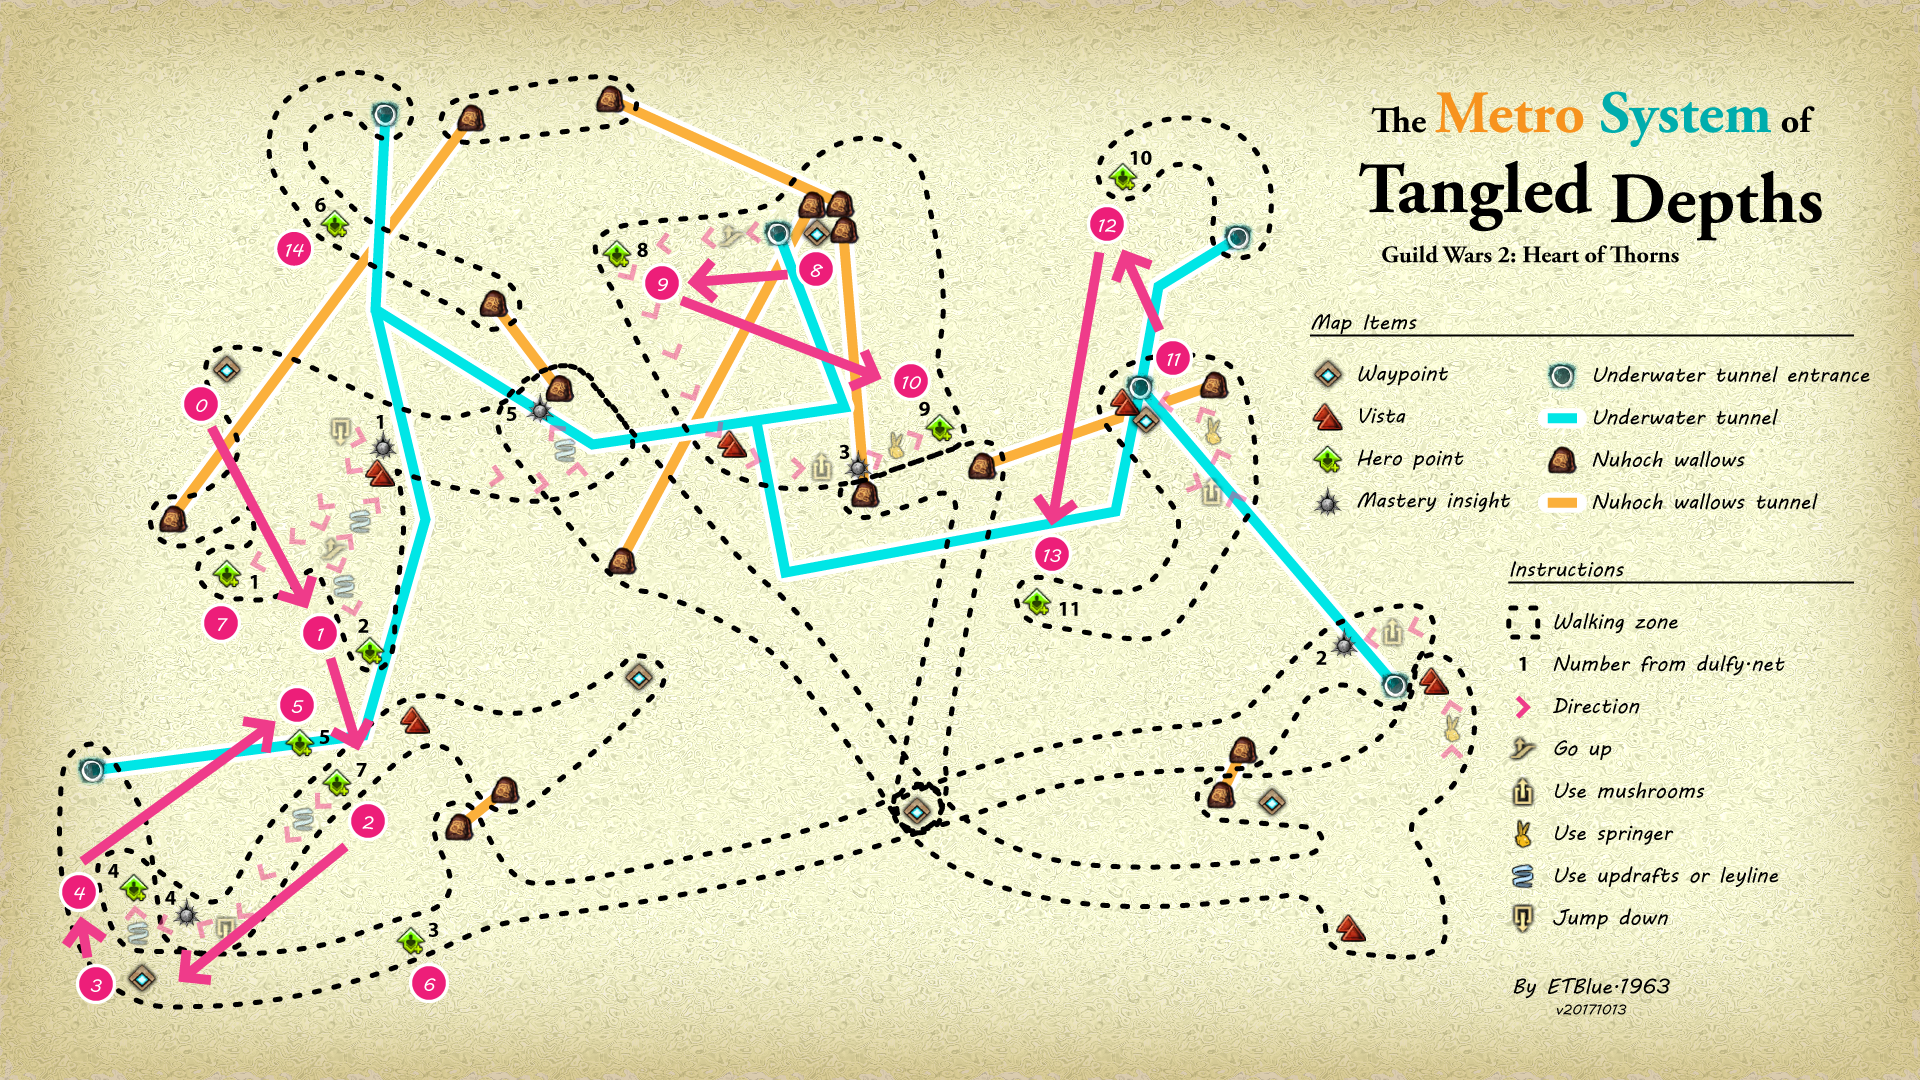 The Metro System of
Tangled Depths
Guild Wars 2: Heart of Thorns
Map Items
Waypoint
Underwater tunnel entrance
Vista
Underwater tunnel
Hero point
Nuhoch wallows
Mastery insight
Nuhoch wallows tunnel
Instructions
Walking zone
1 Number from dulfy.net
Direction
Go up
Use mushrooms
Use springer
Use updrafts or leyline
Jump down
By ETBlue.1963
v20171013
10
6
12
14
8
8
9
11
10
0
1
5
9
3
13
1
11
7
1
2
2
5
5
7
2
4
4
4
3
3
6